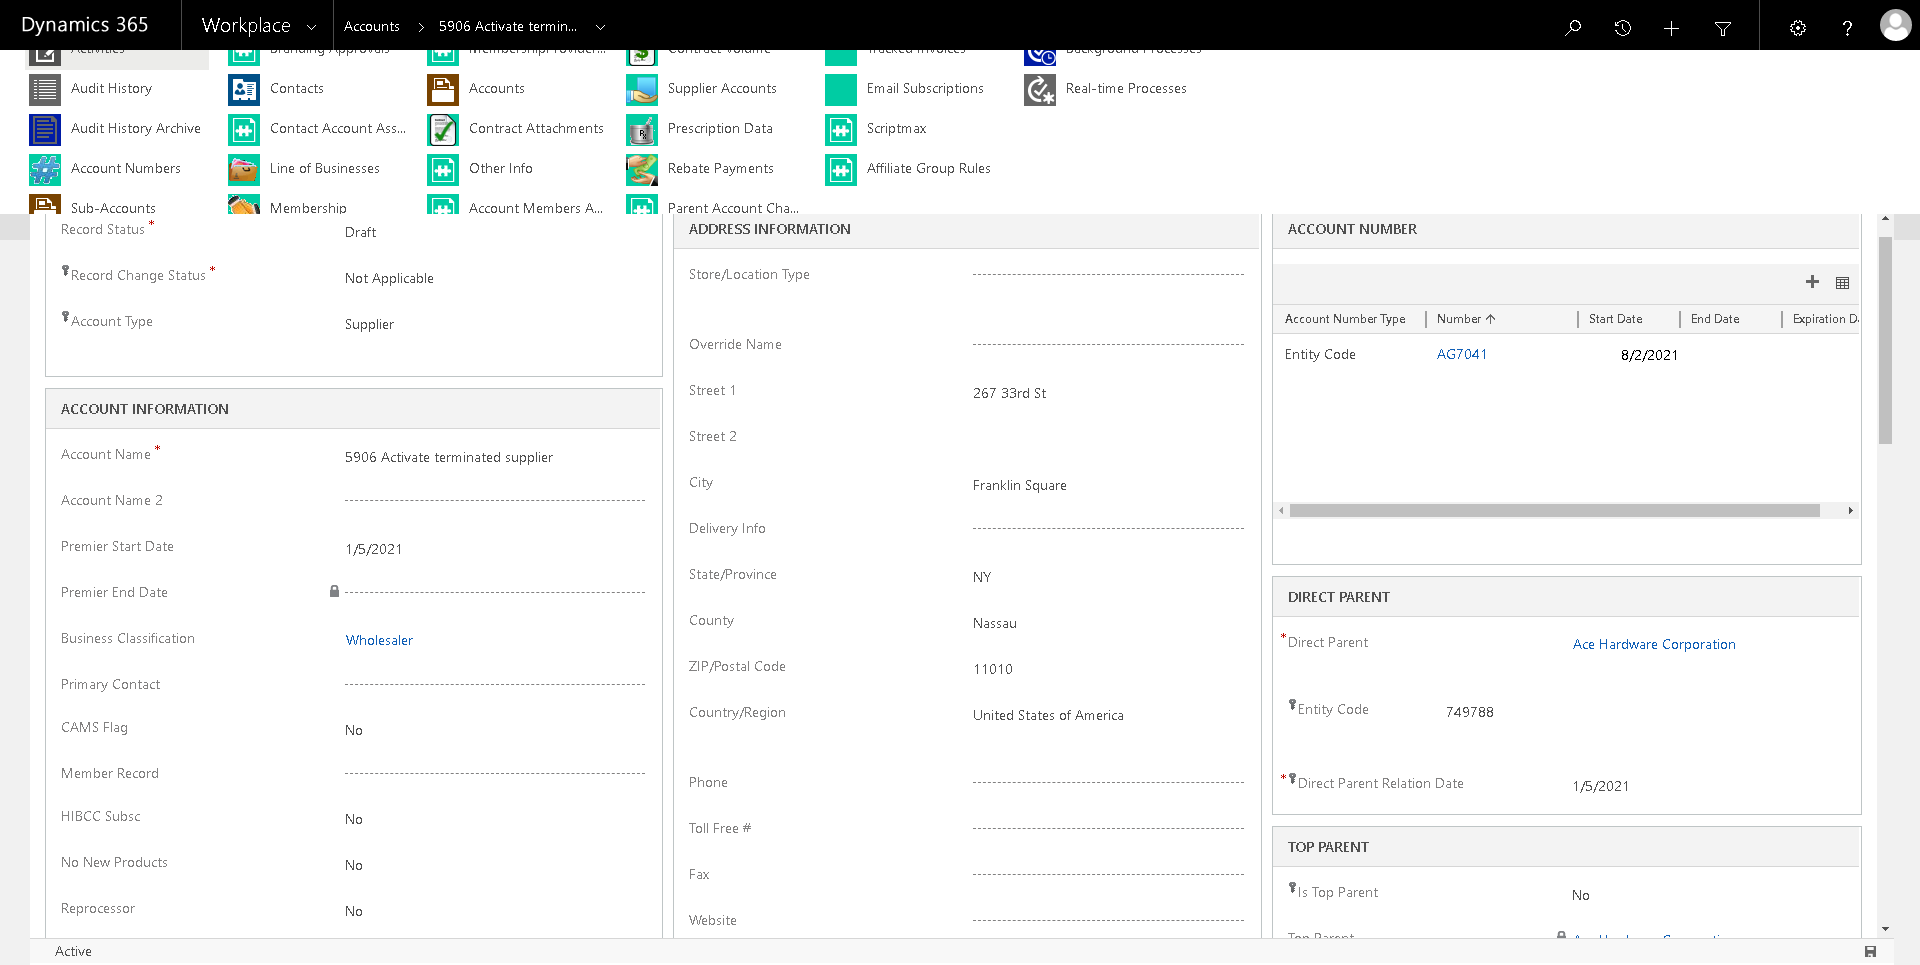 Dynamics 365
Workplace
Accounts
5906 Activate termin...
Activities
Branding Approvals
Membership Provider...
Contract Volume
Tracked Invoices
Background Processes
Audit History
Contacts
Accounts
Supplier Accounts
Email Subscriptions
Real-time Processes
Audit History Archive
Contact Account Ass...
Contract Attachments
Prescription Data
Scriptmax
Account Numbers
Line of Businesses
Other Info
Rebate Payments
Affiliate Group Rules
Sub-Accounts
Membership
Account Members A...
Parent Account Cha...
Record Status *
Draft
Record Change Status *
Not Applicable
Account Type
Supplier
ACCOUNT INFORMATION
Account Name *
5906 Activate terminated supplier
Account Name 2
Premier Start Date
1/5/2021
Premier End Date
Business Classification
Wholesaler
Primary Contact
CAMS Flag
No
Member Record
HIBCC Subsc
No
No New Products
No
Reprocessor
No
ADDRESS INFORMATION
Store/Location Type
Override Name
Street 1
267 33rd St
Street 2
City
Franklin Square
Delivery Info
State/Province
NY
County
Nassau
ZIP/Postal Code
11010
Country/Region
United States of America
Phone
Toll Free #
Fax
Website
ACCOUNT NUMBER
Account Number Type
Number
Start Date
End Date
Expiration D
Entity Code
AG7041
8/2/2021
DIRECT PARENT
*Direct Parent
Ace Hardware Corporation
Entity Code
749788
*Direct Parent Relation Date
1/5/2021
TOP PARENT
Is Top Parent
No
Top Parent
Ace Hardware Corporation
Active